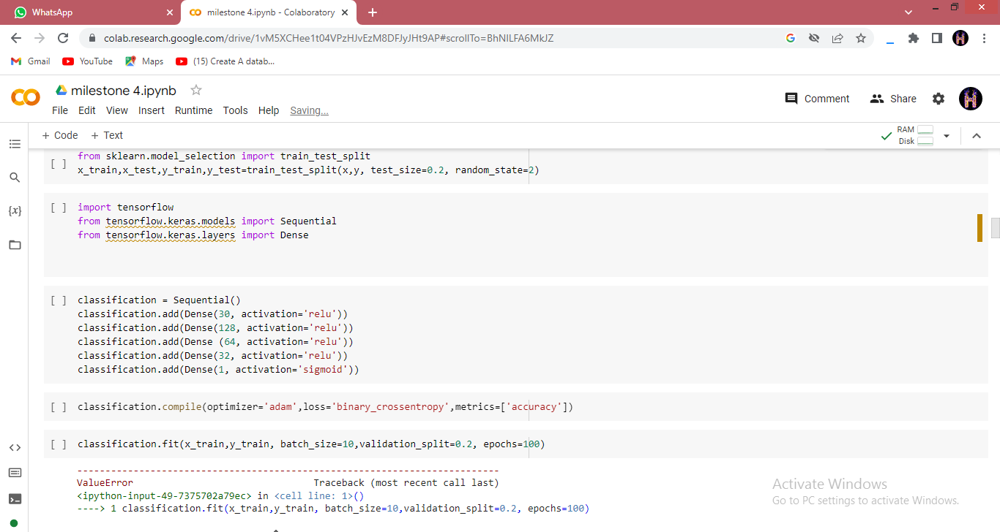 WhatsApp
milestone 4.ipynb - Colaboratory
colab.research.google.com/drive/1vM5XCHee1t04VPzHJvEzM8DFJyJHt9AP#scrollTo=BhNILFA6MkJZ
Gmail YouTube Maps (15) Create A datab...
milestone 4.ipynb
Comment Share
File Edit View Insert Runtime Tools Help Saving...
+ Code + Text
RAM
Disk
from sklearn.model_selection import train_test_split
[ ] x_train,x_test,y_train,y_test=train_test_split(x,y, test_size=0.2, random_state=2)
[ ] import tensorflow
from tensorflow.keras.models import Sequential
from tensorflow.keras.layers import Dense
[ ] classification = Sequential()
classification.add(Dense(30, activation='relu'))
classification.add(Dense(128, activation='relu'))
classification.add(Dense (64, activation='relu'))
classification.add(Dense(32, activation='relu'))
classification.add(Dense(1, activation='sigmoid'))
[ ] classification.compile(optimizer='adam',loss='binary_crossentropy',metrics=['accuracy'])
[ ] classification.fit(x_train,y_train, batch_size=10,validation_split=0.2, epochs=100)
---------------------------------------------------------------------------
ValueError Traceback (most recent call last)
<ipython-input-49-7375702a79ec> in <cell line: 1>()
----> 1 classification.fit(x_train,y_train, batch_size=10,validation_split=0.2, epochs=100)
Activate Windows
Go to PC settings to activate Windows.